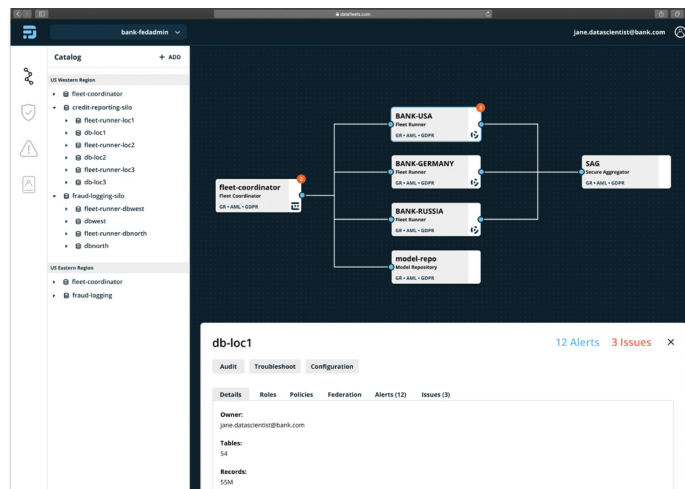 datafleets.com
bank-fedadmin
jane.datascientist@bank.com
Catalog
+ ADD
US Western Region
fleet-coordinator
credit-reporting-silo
fleet-runner-loc1
db-loc1
fleet-runner-loc2
db-loc2
fleet-runner-loc3
db-loc3
fraud-logging-silo
fleet-runner-dbwest
dbwest
fleet-runner-dbnorth
dbnorth
US Eastern Region
fleet-coordinator
fraud-logging
2
fleet-coordinator
Fleet Coordinator
GR • AML • GDPR
BANK-USA
Fleet Runner
GR • AML • GDPR
BANK-GERMANY
Fleet Runner
GR • AML • GDPR
BANK-RUSSIA
Fleet Runner
GR • AML • GDPR
model-repo
Model Repository
GR • AML • GDPR
SAG
Secure Aggregator
GR • AML • GDPR
db-loc1
12 Alerts 3 Issues ×
Audit Troubleshoot Configuration
Details Roles Policies Federation Alerts (12) Issues (3)
Owner:
jane.datascientist@bank.com
Tables:
54
Records:
55M